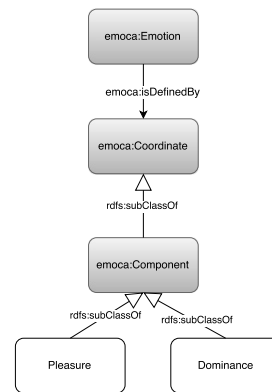 emoca:Emotion
emoca:isDefinedBy
emoca:Coordinate
rdfs:subClassOf
emoca:Component
rdfs:subClassOf
rdfs:subClassOf
Pleasure
Dominance